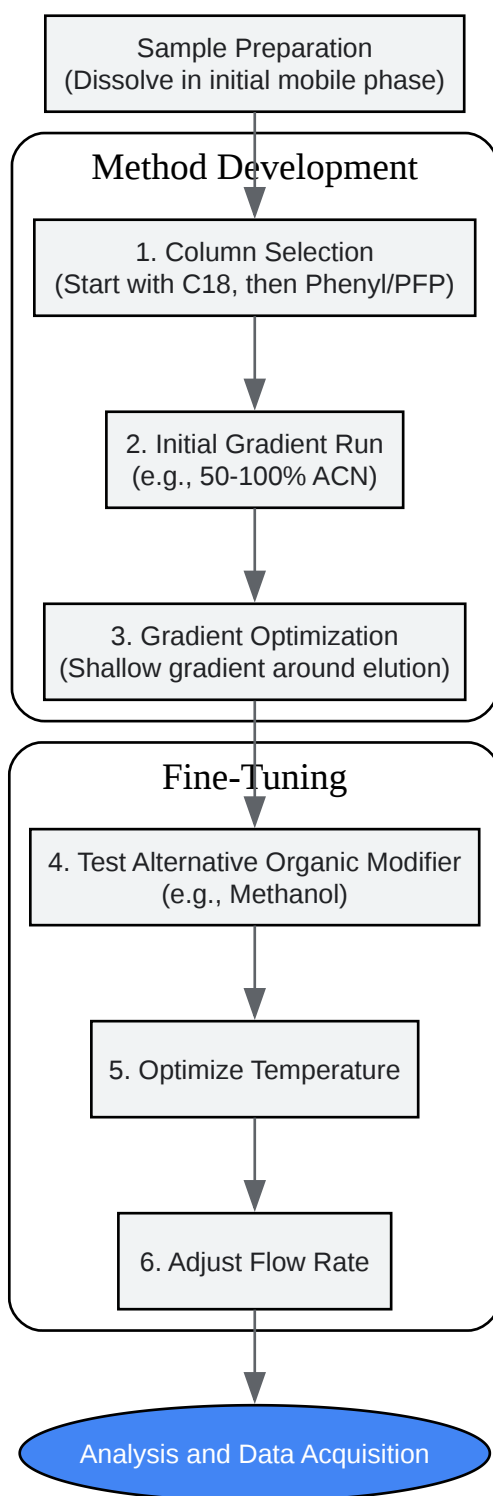 Sample Preparation
(Dissolve in initial mobile phase)
Method Development
1. Column Selection
(Start with C18, then Phenyl/PFP)
2. Initial Gradient Run
(e.g., 50-100% ACN)
3. Gradient Optimization
(Shallow gradient around elution)
Fine-Tuning
4. Test Alternative Organic Modifier
(e.g., Methanol)
5. Optimize Temperature
6. Adjust Flow Rate
Analysis and Data Acquisition